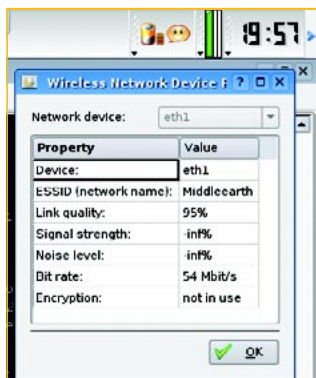 19:57
Wireless Network Device
Network device: eth1
Property Value
Device: eth1
ESSID (network name): Middleearth
Link quality: 95%
Signal strength: -inf%
Noise level: -inf%
Bit rate: 54 Mbit/s
Encryption: not in use
OK